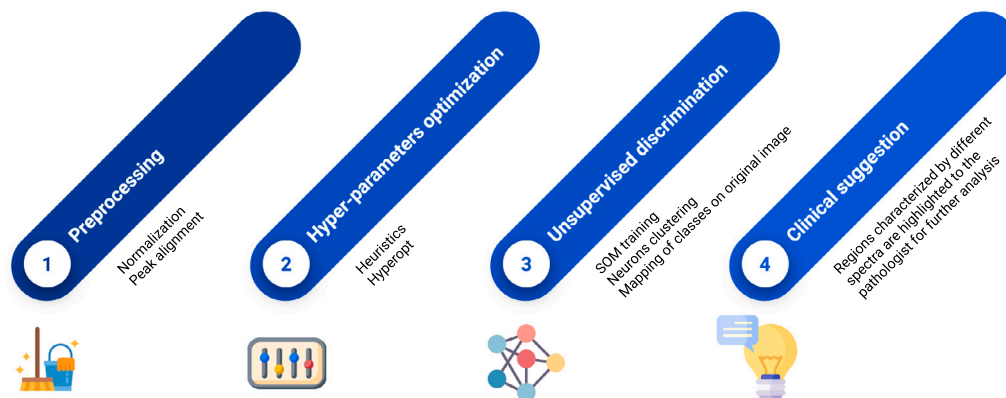 1
Preprocessing
Normalization
Peak alignment
2
Hyper-parameters optimization
Heuristics
Hyperopt
3
Unsupervised discrimination
SOM training
Neurons clustering
Mapping of classes on original image
4
Clinical suggestion
Regions characterized by different
spectra are highlighted to the
pathologist for further analysis